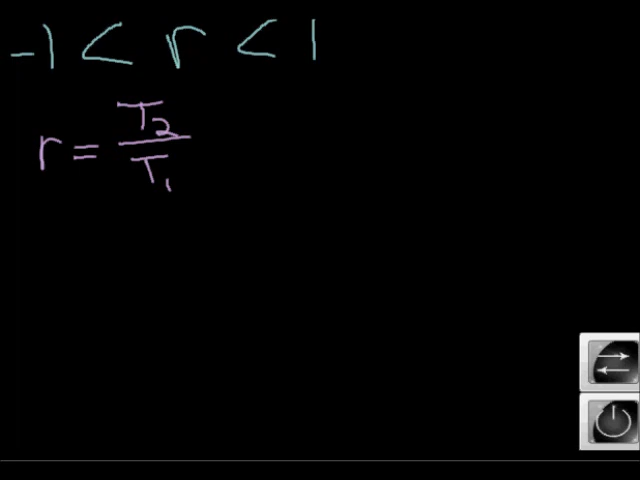 -1 < r < 1
r = T₂/T₁